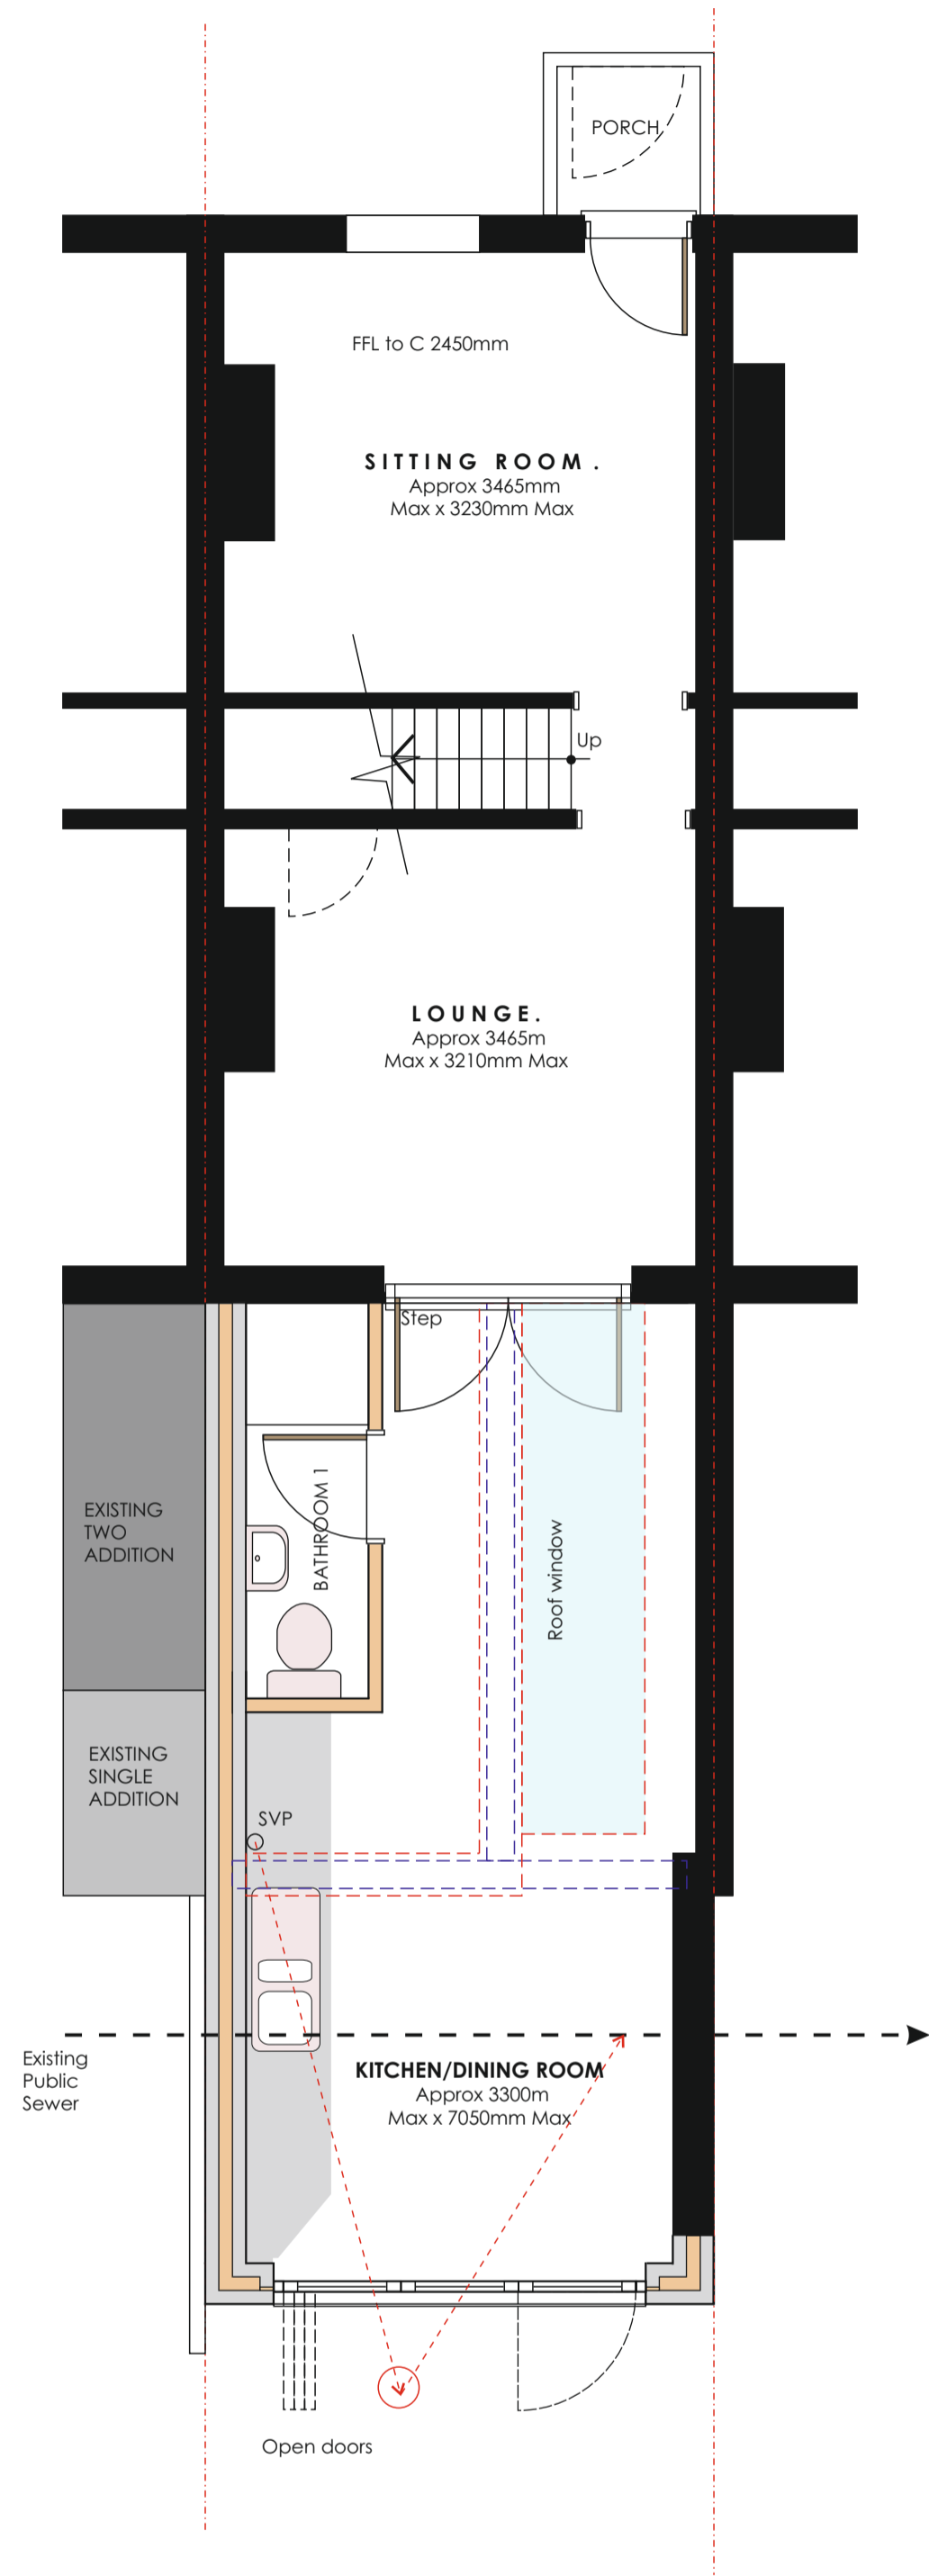 PORCH
FFL to C 2450mm
SITTING ROOM .
Approx 3465mm
Max x 3230mm Max
Up
LOUNGE.
Approx 3465m
Max x 3210mm Max
Step
EXISTING
TWO
ADDITION
BATHROOM 1
Roof window
EXISTING
SINGLE
ADDITION
SVP
Existing
Public
Sewer
KITCHEN/DINING ROOM
Approx 3300m
Max x 7050mm Max
Open doors